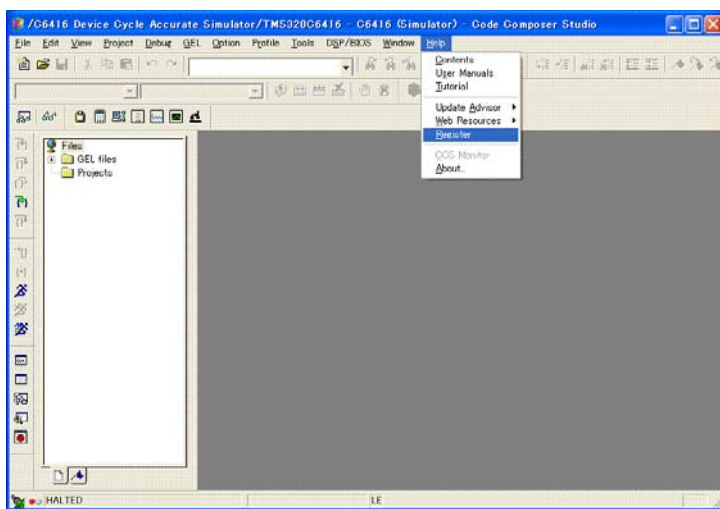 /C6416 Device Cycle Accurate Simulator/TMS320C6416 - C6416 (Simulator) - Code Composer Studio
File Edit View Project Debug GEL Option Profile Tools DSP/BIOS Window Help
Contents
User Manuals
Tutorial
Update Advisor
Web Resources
Register
CCS Monitor
About...
Files
GEL files
Projects
HALTED
LE